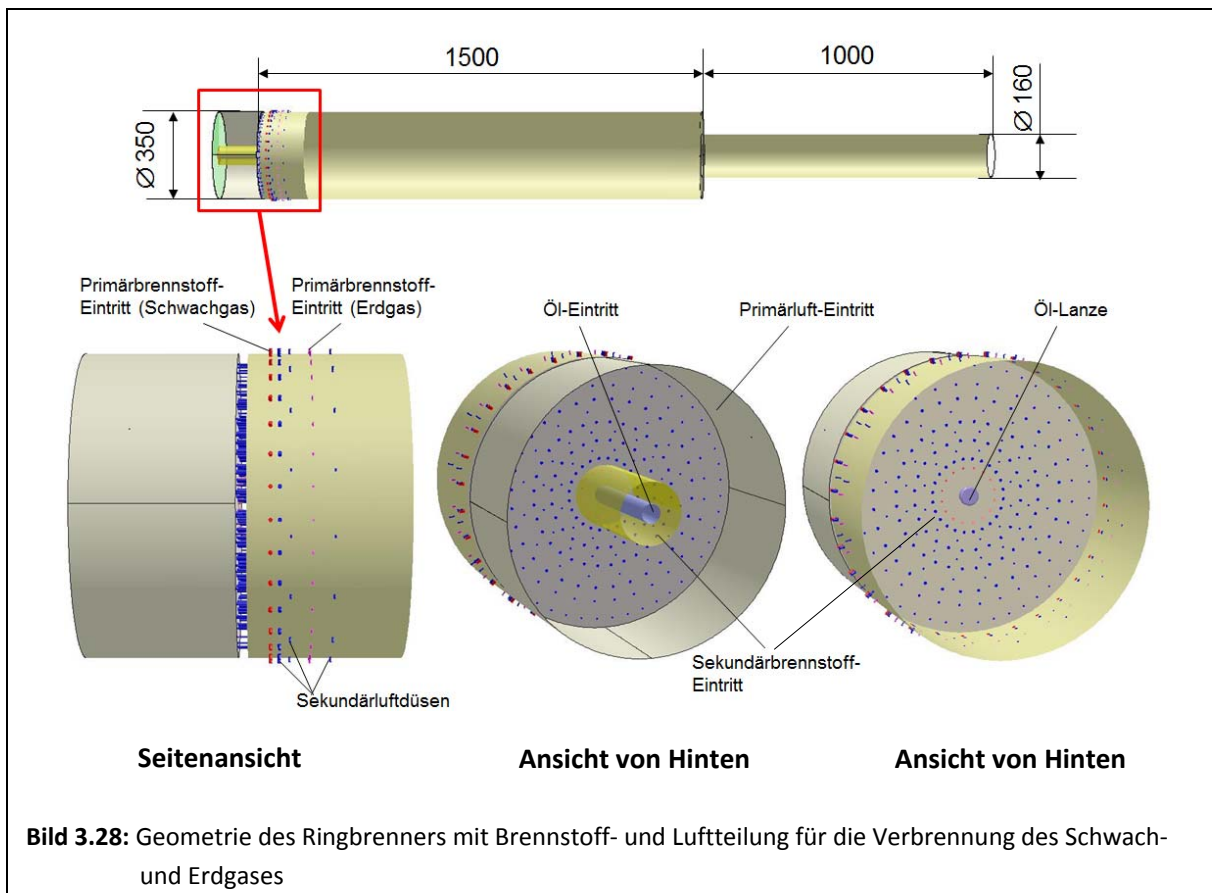 1500
1000
Ø 160
Ø 350
Primärbrennstoff-
Eintritt (Schwachgas)
Primärbrennstoff-
Eintritt (Erdgas)
Öl-Eintritt
Primärluft-Eintritt
Öl-Lanze
Sekundärluftdüsen
Sekundärbrennstoff-
Eintritt
Seitenansicht
Ansicht von Hinten
Ansicht von Hinten
Bild 3.28: Geometrie des Ringbrenners mit Brennstoff- und Luftteilung für die Verbrennung des Schwach-
und Erdgases